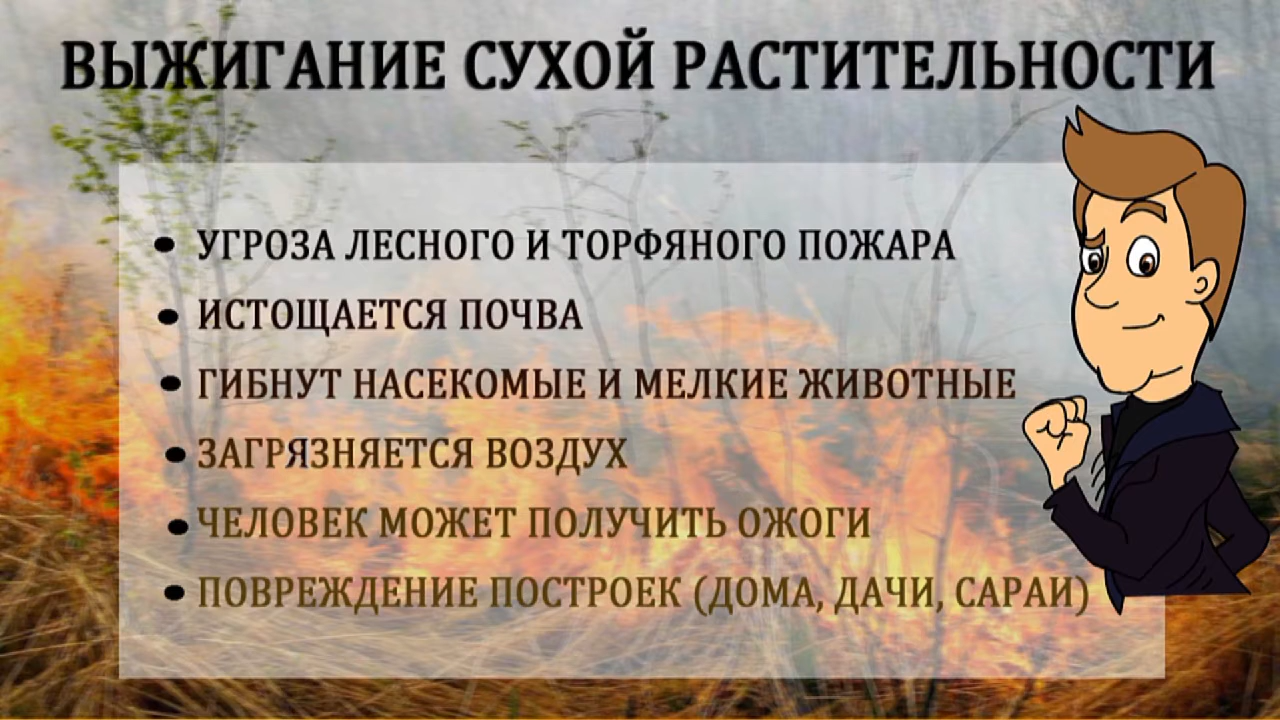 ВЫЖИГАНИЕ СУХОЙ РАСТИТЕЛЬНОСТИ
• УГРОЗА ЛЕСНОГО И ТОРФЯНОГО ПОЖАРА
• ИСТОЩАЕТСЯ ПОЧВА
• ГИБНУТ НАСЕКОМЫЕ И МЕЛКИЕ ЖИВОТНЫЕ
• ЗАГРЯЗНЯЕТСЯ ВОЗДУХ
• ЧЕЛОВЕК МОЖЕТ ПОЛУЧИТЬ ОЖОГИ
• ПОВРЕЖДЕНИЕ ПОСТРОЕК (ДОМА, ДАЧИ, САРАИ)